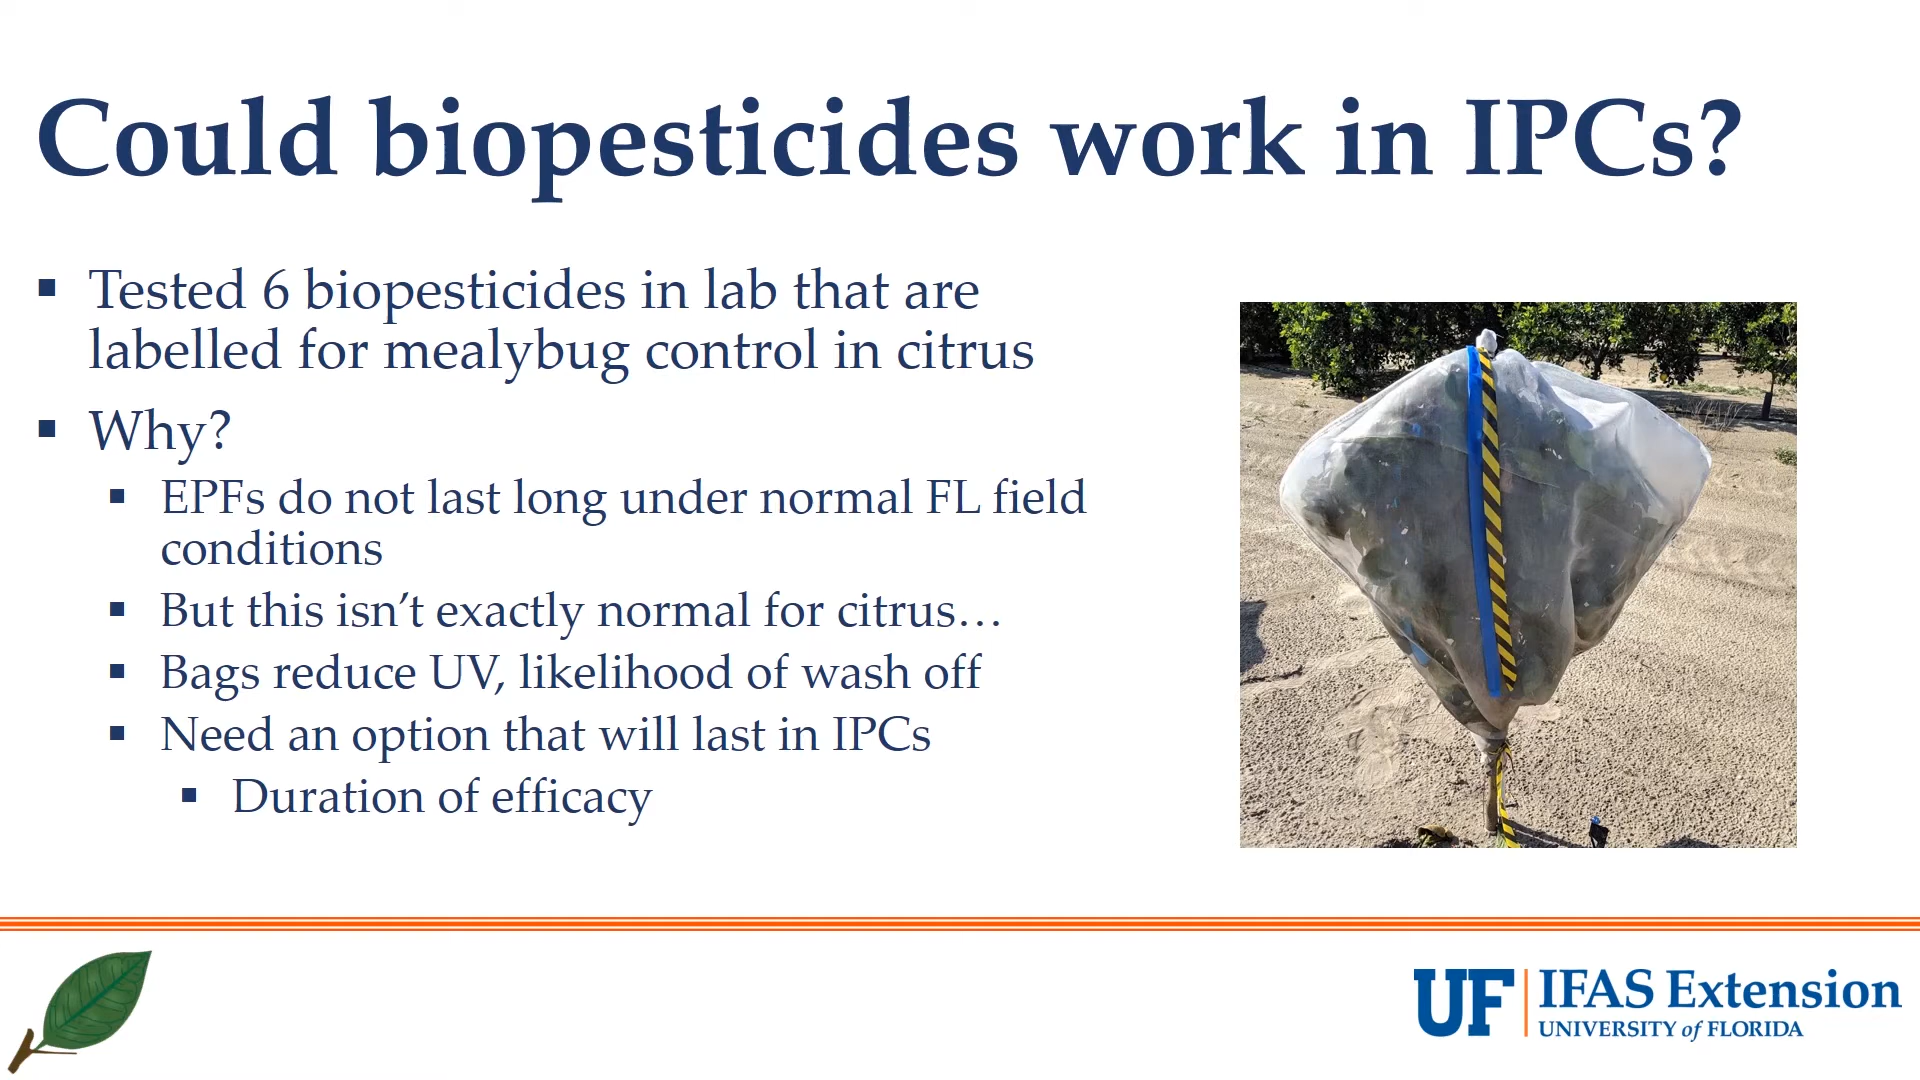 Could biopesticides work in IPCs?
▪ Tested 6 biopesticides in lab that are
labelled for mealybug control in citrus
▪ Why?
▪ EPFs do not last long under normal FL field
conditions
▪ But this isn’t exactly normal for citrus…
▪ Bags reduce UV, likelihood of wash off
▪ Need an option that will last in IPCs
▪ Duration of efficacy
UF IFAS Extension
UNIVERSITY of FLORIDA